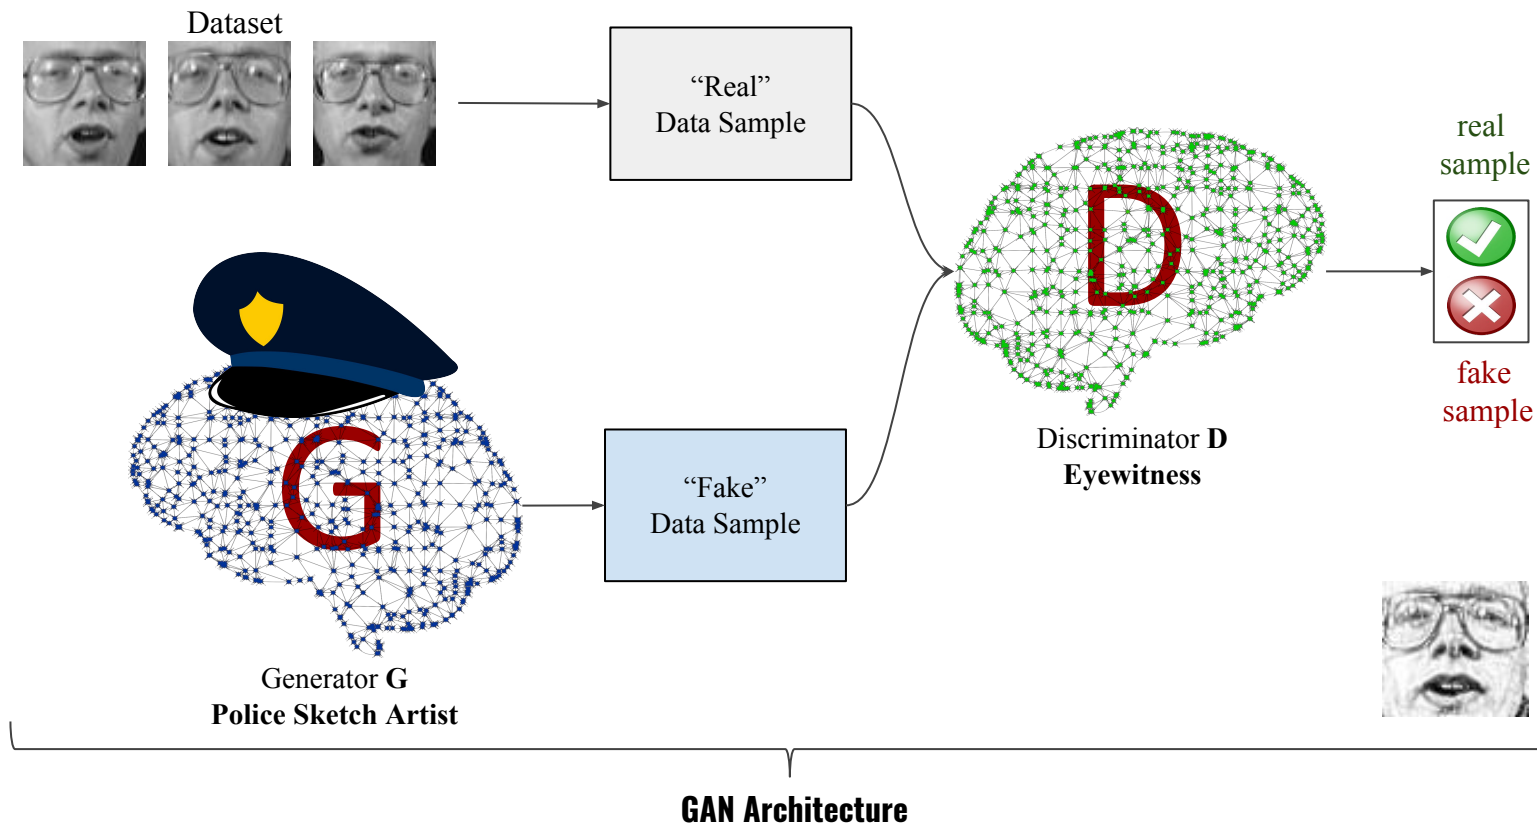 Dataset
“Real”
Data Sample
real
sample
D
fake
sample
Discriminator D
Eyewitness
G
“Fake”
Data Sample
Generator G
Police Sketch Artist
GAN Architecture